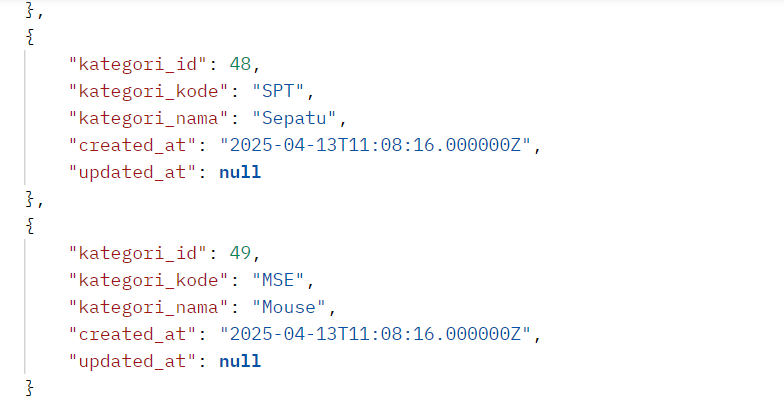 },
{
"kategori_id": 48,
"kategori_kode": "SPT",
"kategori_nama": "Sepatu",
"created_at": "2025-04-13T11:08:16.000000Z",
"updated_at": null
},
{
"kategori_id": 49,
"kategori_kode": "MSE",
"kategori_nama": "Mouse",
"created_at": "2025-04-13T11:08:16.000000Z",
"updated_at": null
}